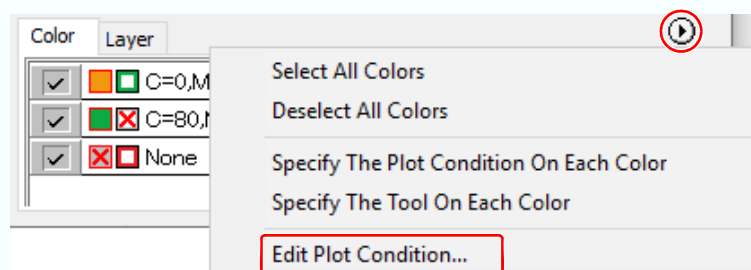 Color Layer
Select All Colors
C=0,M
Deselect All Colors
C=80,
None
Specify The Plot Condition On Each Color
Specify The Tool On Each Color
Edit Plot Condition...